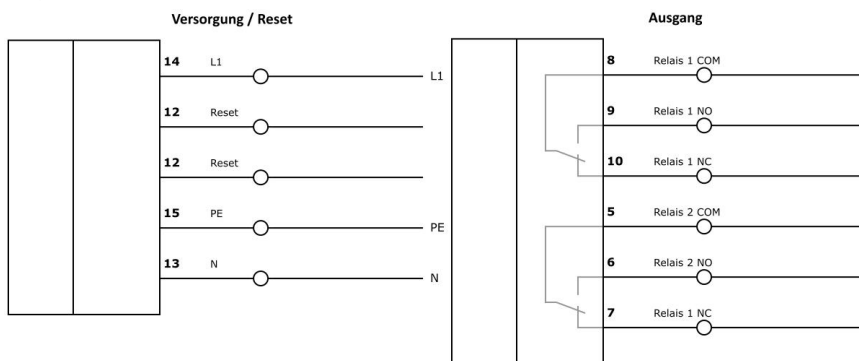 Versorgung / Reset
14 L1 L1
12 Reset
12 Reset
15 PE PE
13 N N
Ausgang
8 Relais 1 COM
9 Relais 1 NO
10 Relais 1 NC
5 Relais 2 COM
6 Relais 2 NO
7 Relais 1 NC